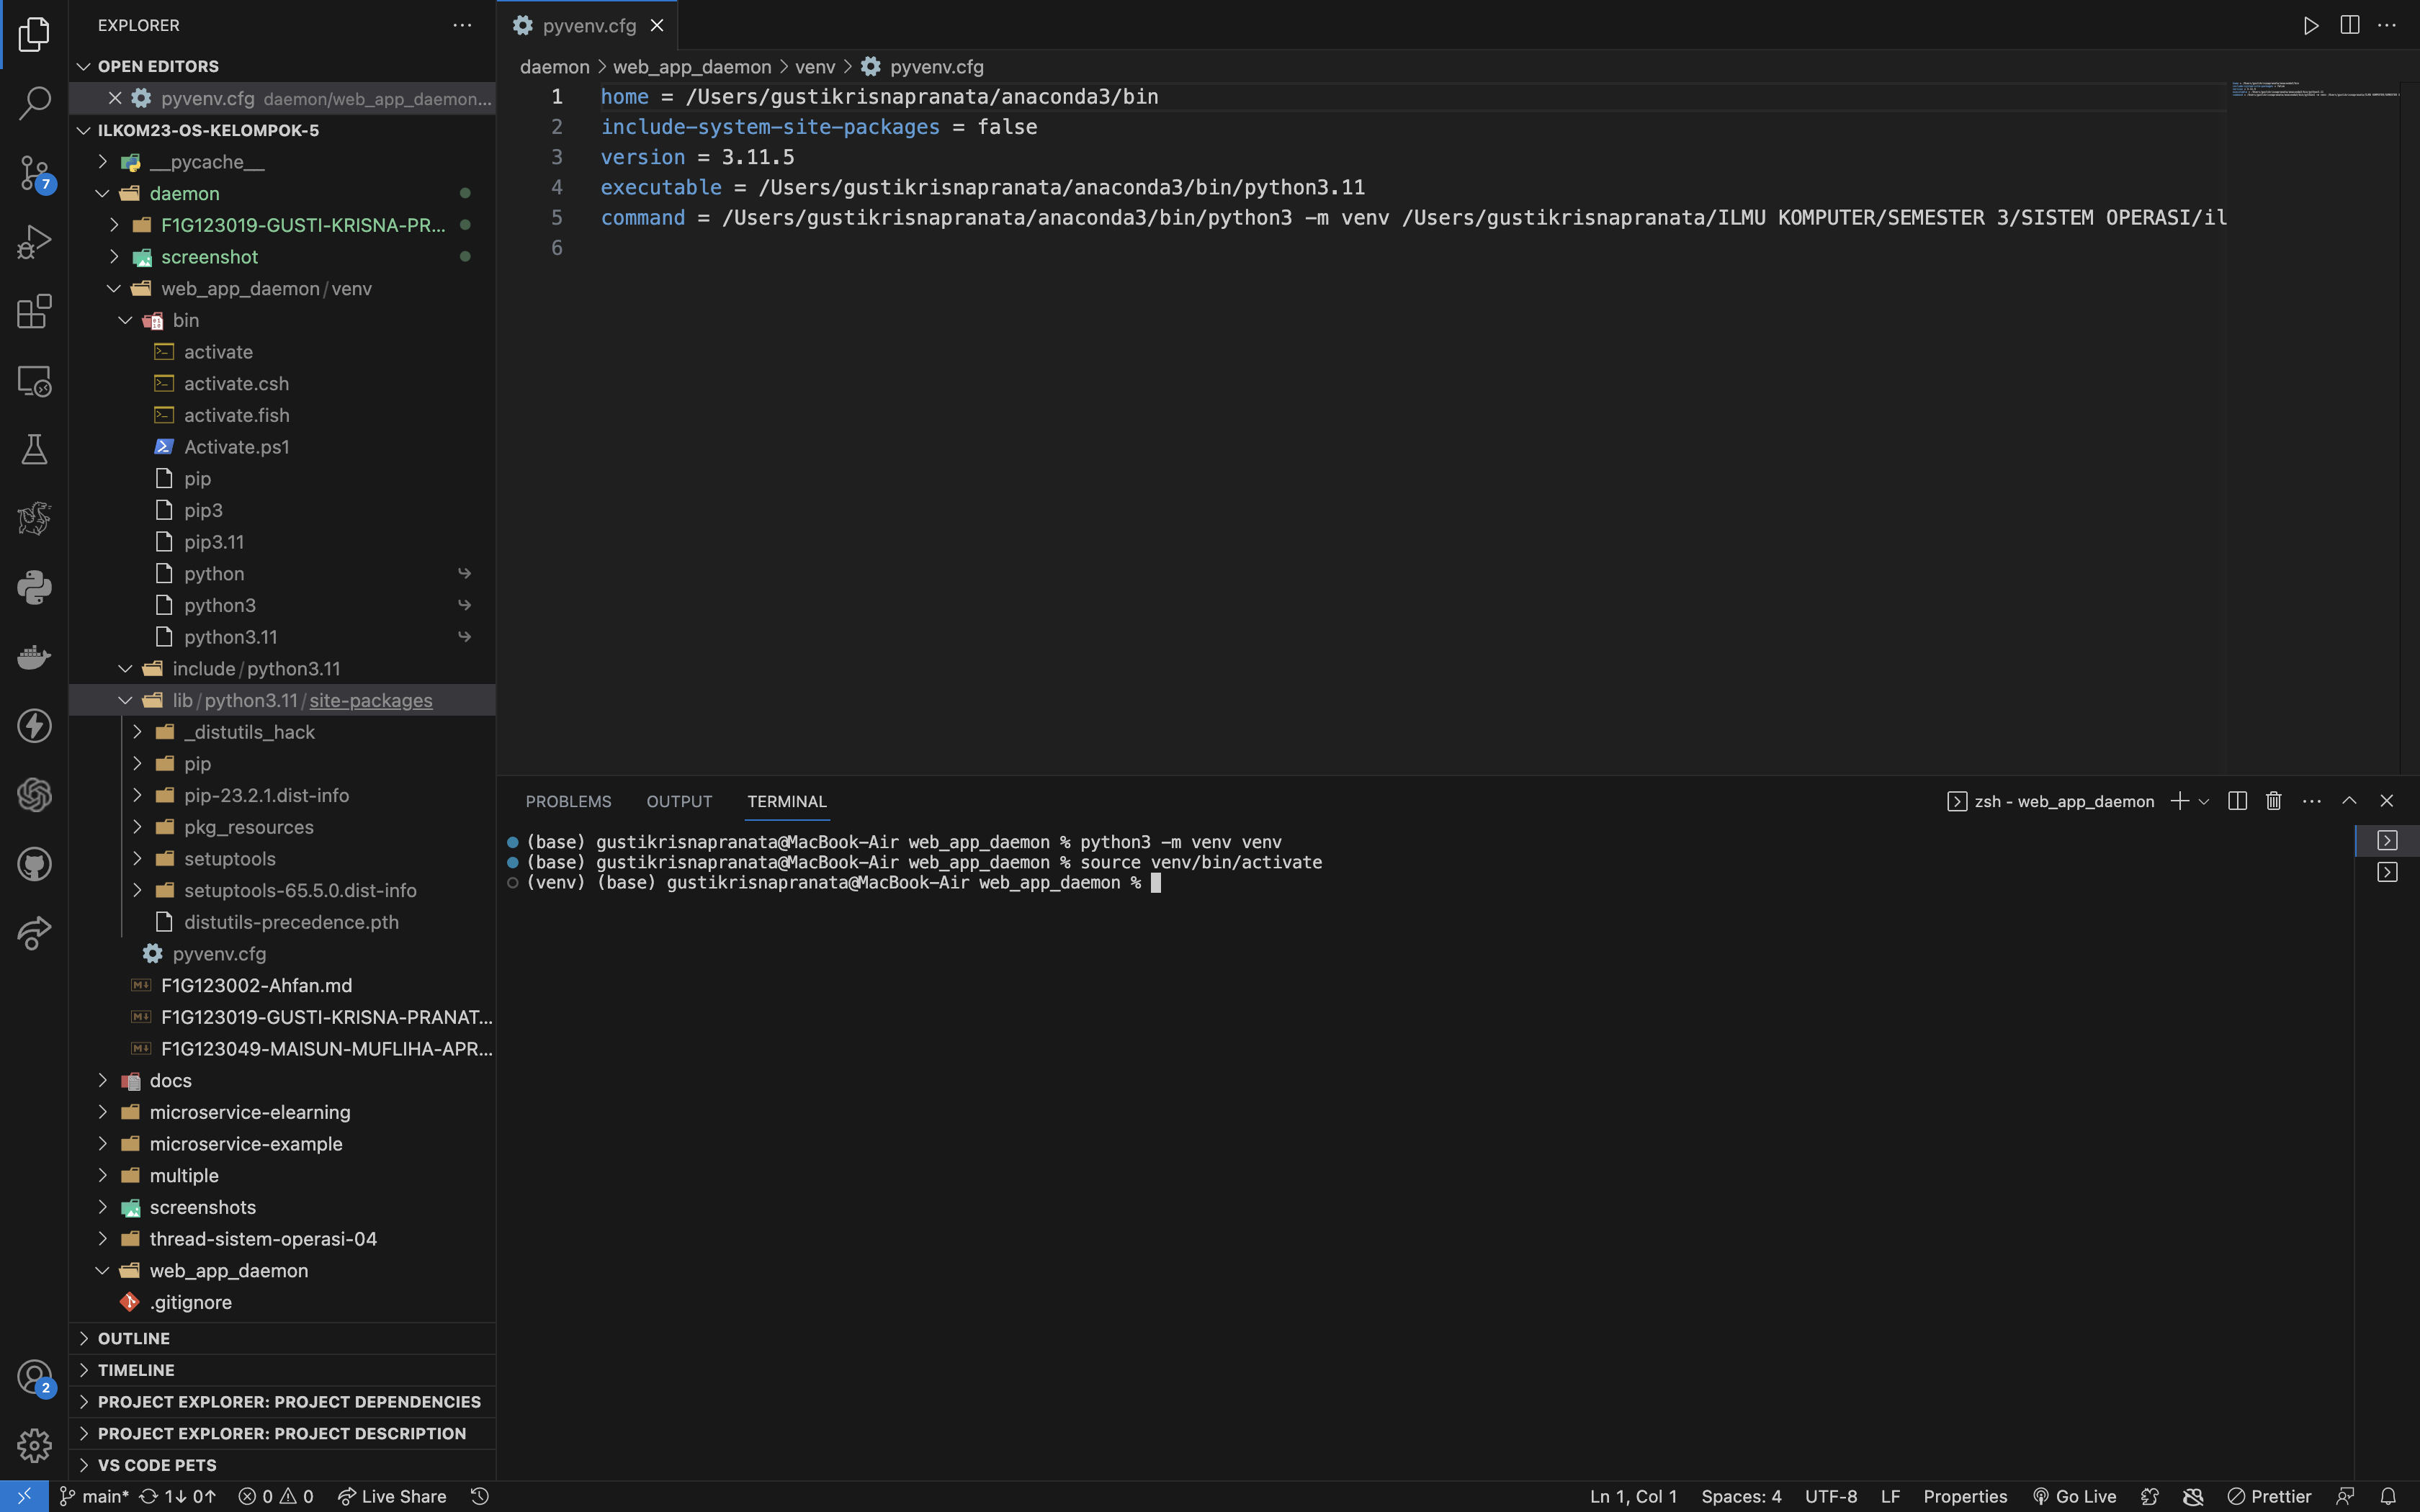 EXPLORER
OPEN EDITORS
pyvenv.cfg daemon/web_app_daemon...
ILKOM23-OS-KELOMPOK-5
__pycache__
daemon
F1G123019-GUSTI-KRISNA-PR...
screenshot
web_app_daemon/venv
bin
activate
activate.csh
activate.fish
Activate.ps1
pip
pip3
pip3.11
python
python3
python3.11
include/python3.11
lib/python3.11/site-packages
_distutils_hack
pip
pip-23.2.1.dist-info
pkg_resources
setuptools
setuptools-65.5.0.dist-info
distutils-precedence.pth
pyvenv.cfg
F1G123002-Ahfan.md
F1G123019-GUSTI-KRISNA-PRANAT...
F1G123049-MAISUN-MUFLIHA-APR...
docs
microservice-elearning
microservice-example
multiple
screenshots
thread-sistem-operasi-04
web_app_daemon
.gitignore
OUTLINE
TIMELINE
PROJECT EXPLORER: PROJECT DEPENDENCIES
PROJECT EXPLORER: PROJECT DESCRIPTION
VS CODE PETS
7
2
pyvenv.cfg
daemon > web_app_daemon > venv > pyvenv.cfg
1 home = /Users/gustikrisnapranata/anaconda3/bin
2 include-system-site-packages = false
3 version = 3.11.5
4 executable = /Users/gustikrisnapranata/anaconda3/bin/python3.11
5 command = /Users/gustikrisnapranata/anaconda3/bin/python3 -m venv /Users/gustikrisnapranata/ILMU KOMPUTER/SEMESTER 3/SISTEM OPERASI/il
6
PROBLEMS OUTPUT TERMINAL
zsh - web_app_daemon
(base) gustikrisnapranata@MacBook-Air web_app_daemon % python3 -m venv venv
(base) gustikrisnapranata@MacBook-Air web_app_daemon % source venv/bin/activate
(venv) (base) gustikrisnapranata@MacBook-Air web_app_daemon %
main* 1↓ 0↑ 0 0 Live Share
Ln 1, Col 1 Spaces: 4 UTF-8 LF Properties Go Live Prettier